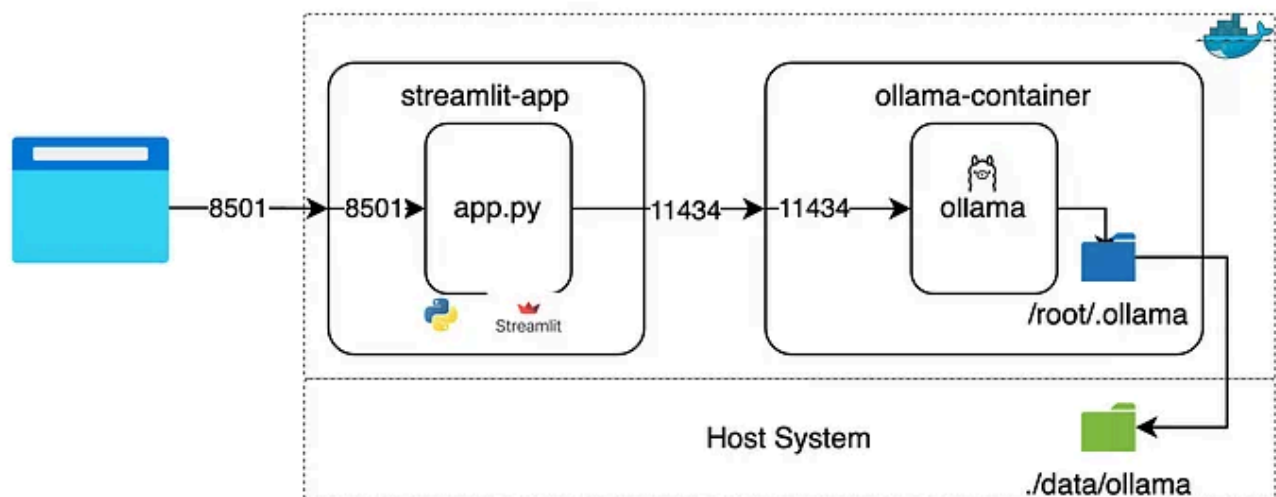 streamlit-app
ollama-container
8501
8501
app.py
11434
11434
ollama
Streamlit
/root/.ollama
Host System
./data/ollama